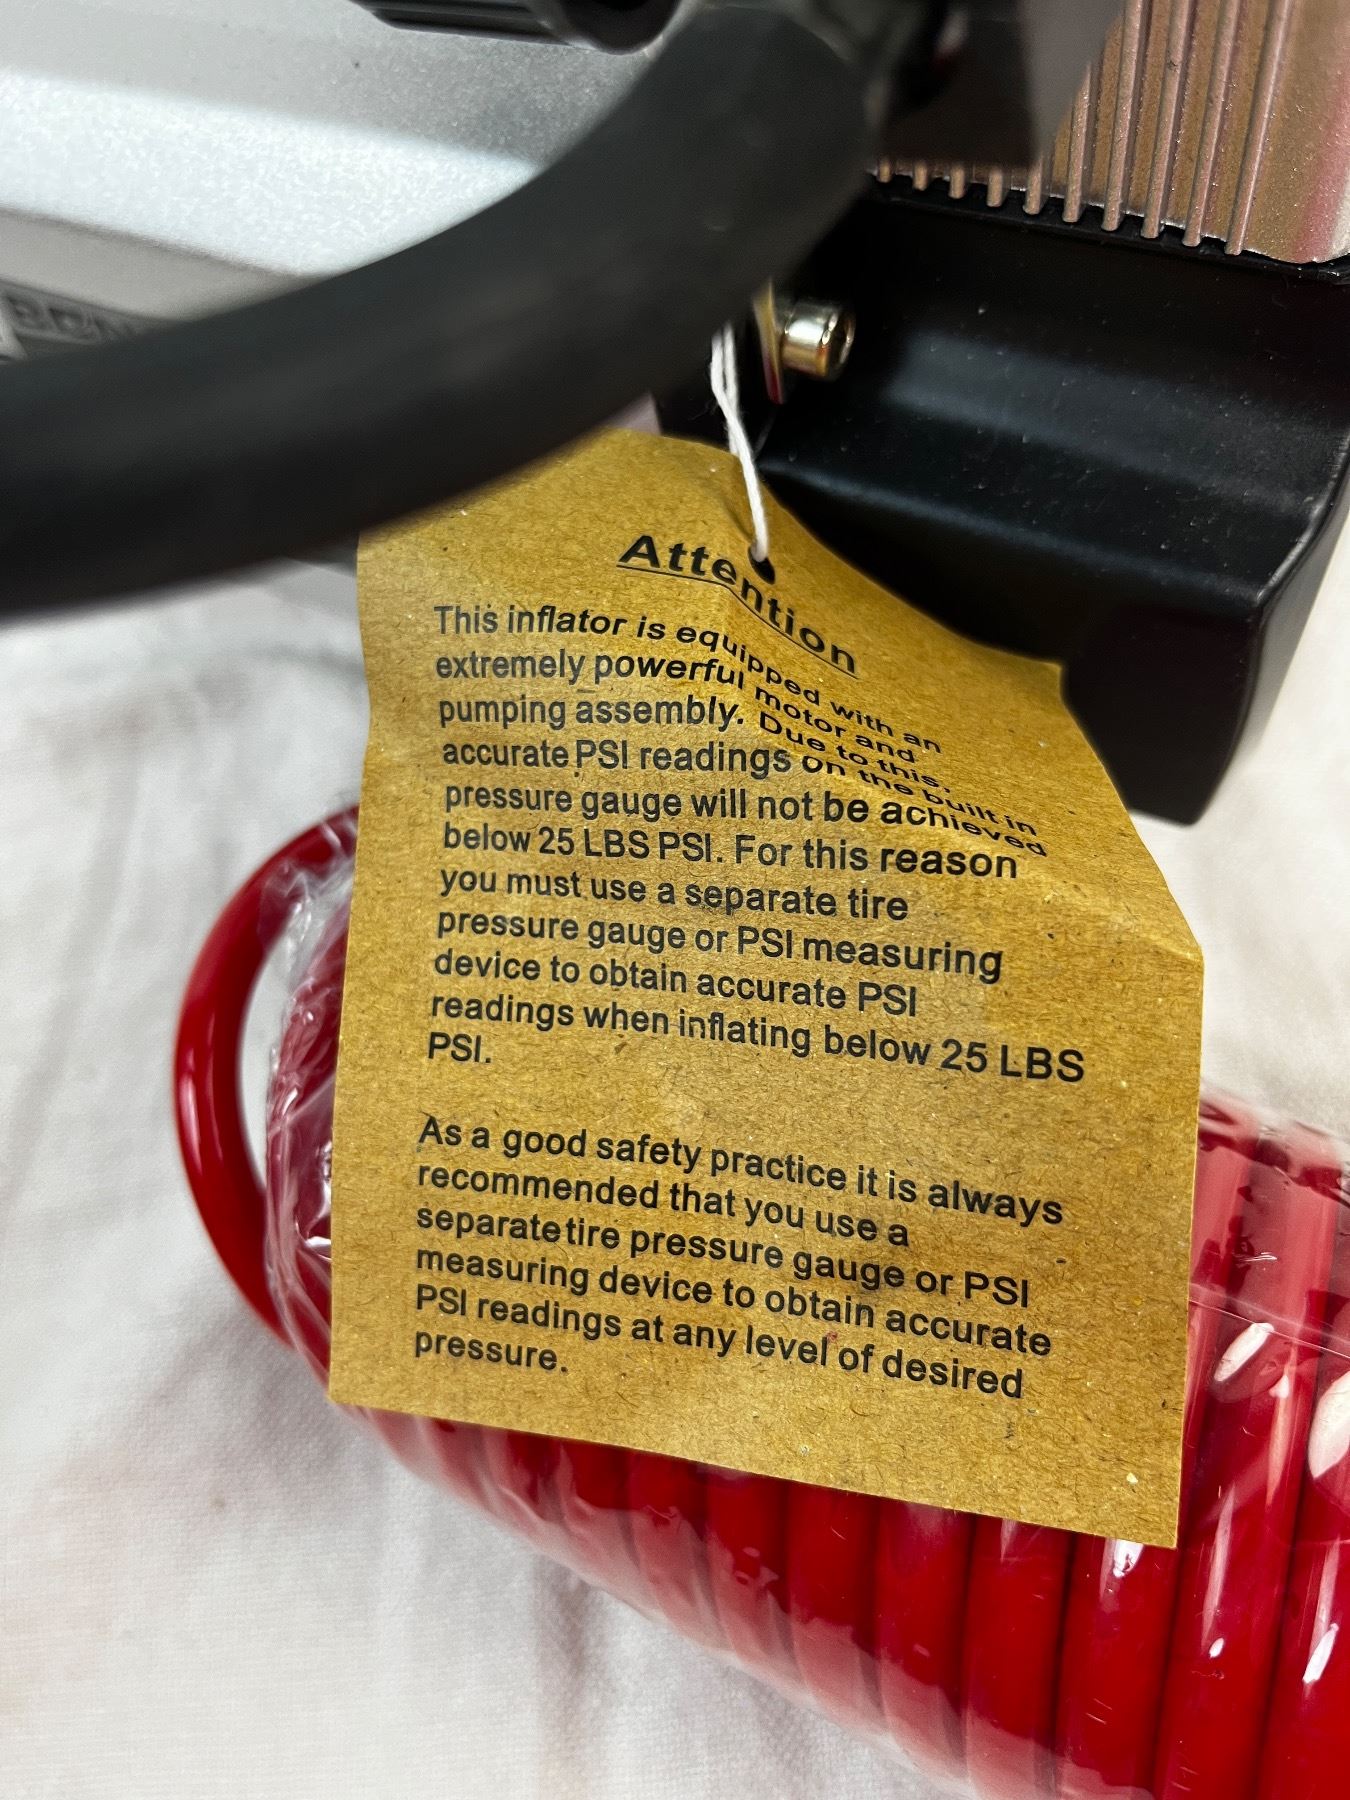 Attention
This inflator is equipped with an
extremely powerful motor and
pumping assembly. Due to this,
accurate PSI readings on the built in
pressure gauge will not be achieved
below 25 LBS PSI. For this reason
you must use a separate tire
pressure gauge or PSI measuring
device to obtain accurate PSI
readings when inflating below 25 LBS
PSI.
As a good safety practice it is always
recommended that you use a
separate tire pressure gauge or PSI
measuring device to obtain accurate
PSI readings at any level of desired
pressure.